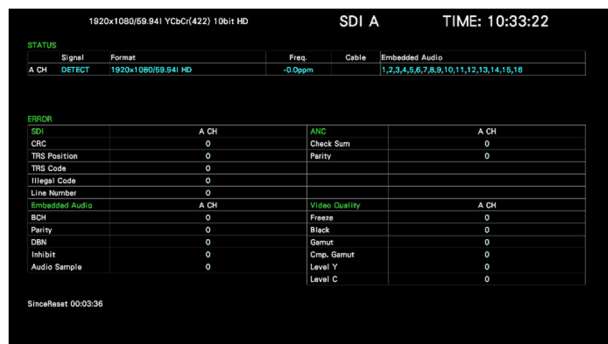 1920x1080/59.94I YCbCr(422) 10bit HD SDI A TIME: 10:33:22
STATUS
Signal Format Freq. Cable Embedded Audio
A CH DETECT 1920x1080/59.94I HD -0.0ppm 1,2,3,4,5,6,7,8,9,10,11,12,13,14,15,16
ERROR
SDI A CH ANC A CH
CRC 0 Check Sum 0
TRS Position 0 Parity 0
TRS Code 0
Illegal Code 0
Line Number 0
Embedded Audio A CH Video Quality A CH
BCH 0 Freeze 0
Parity 0 Black 0
DBN 0 Gamut 0
Inhibit 0 Cmp. Gamut 0
Audio Sample 0 Level Y 0
Level C 0
SinceReset 00:03:36